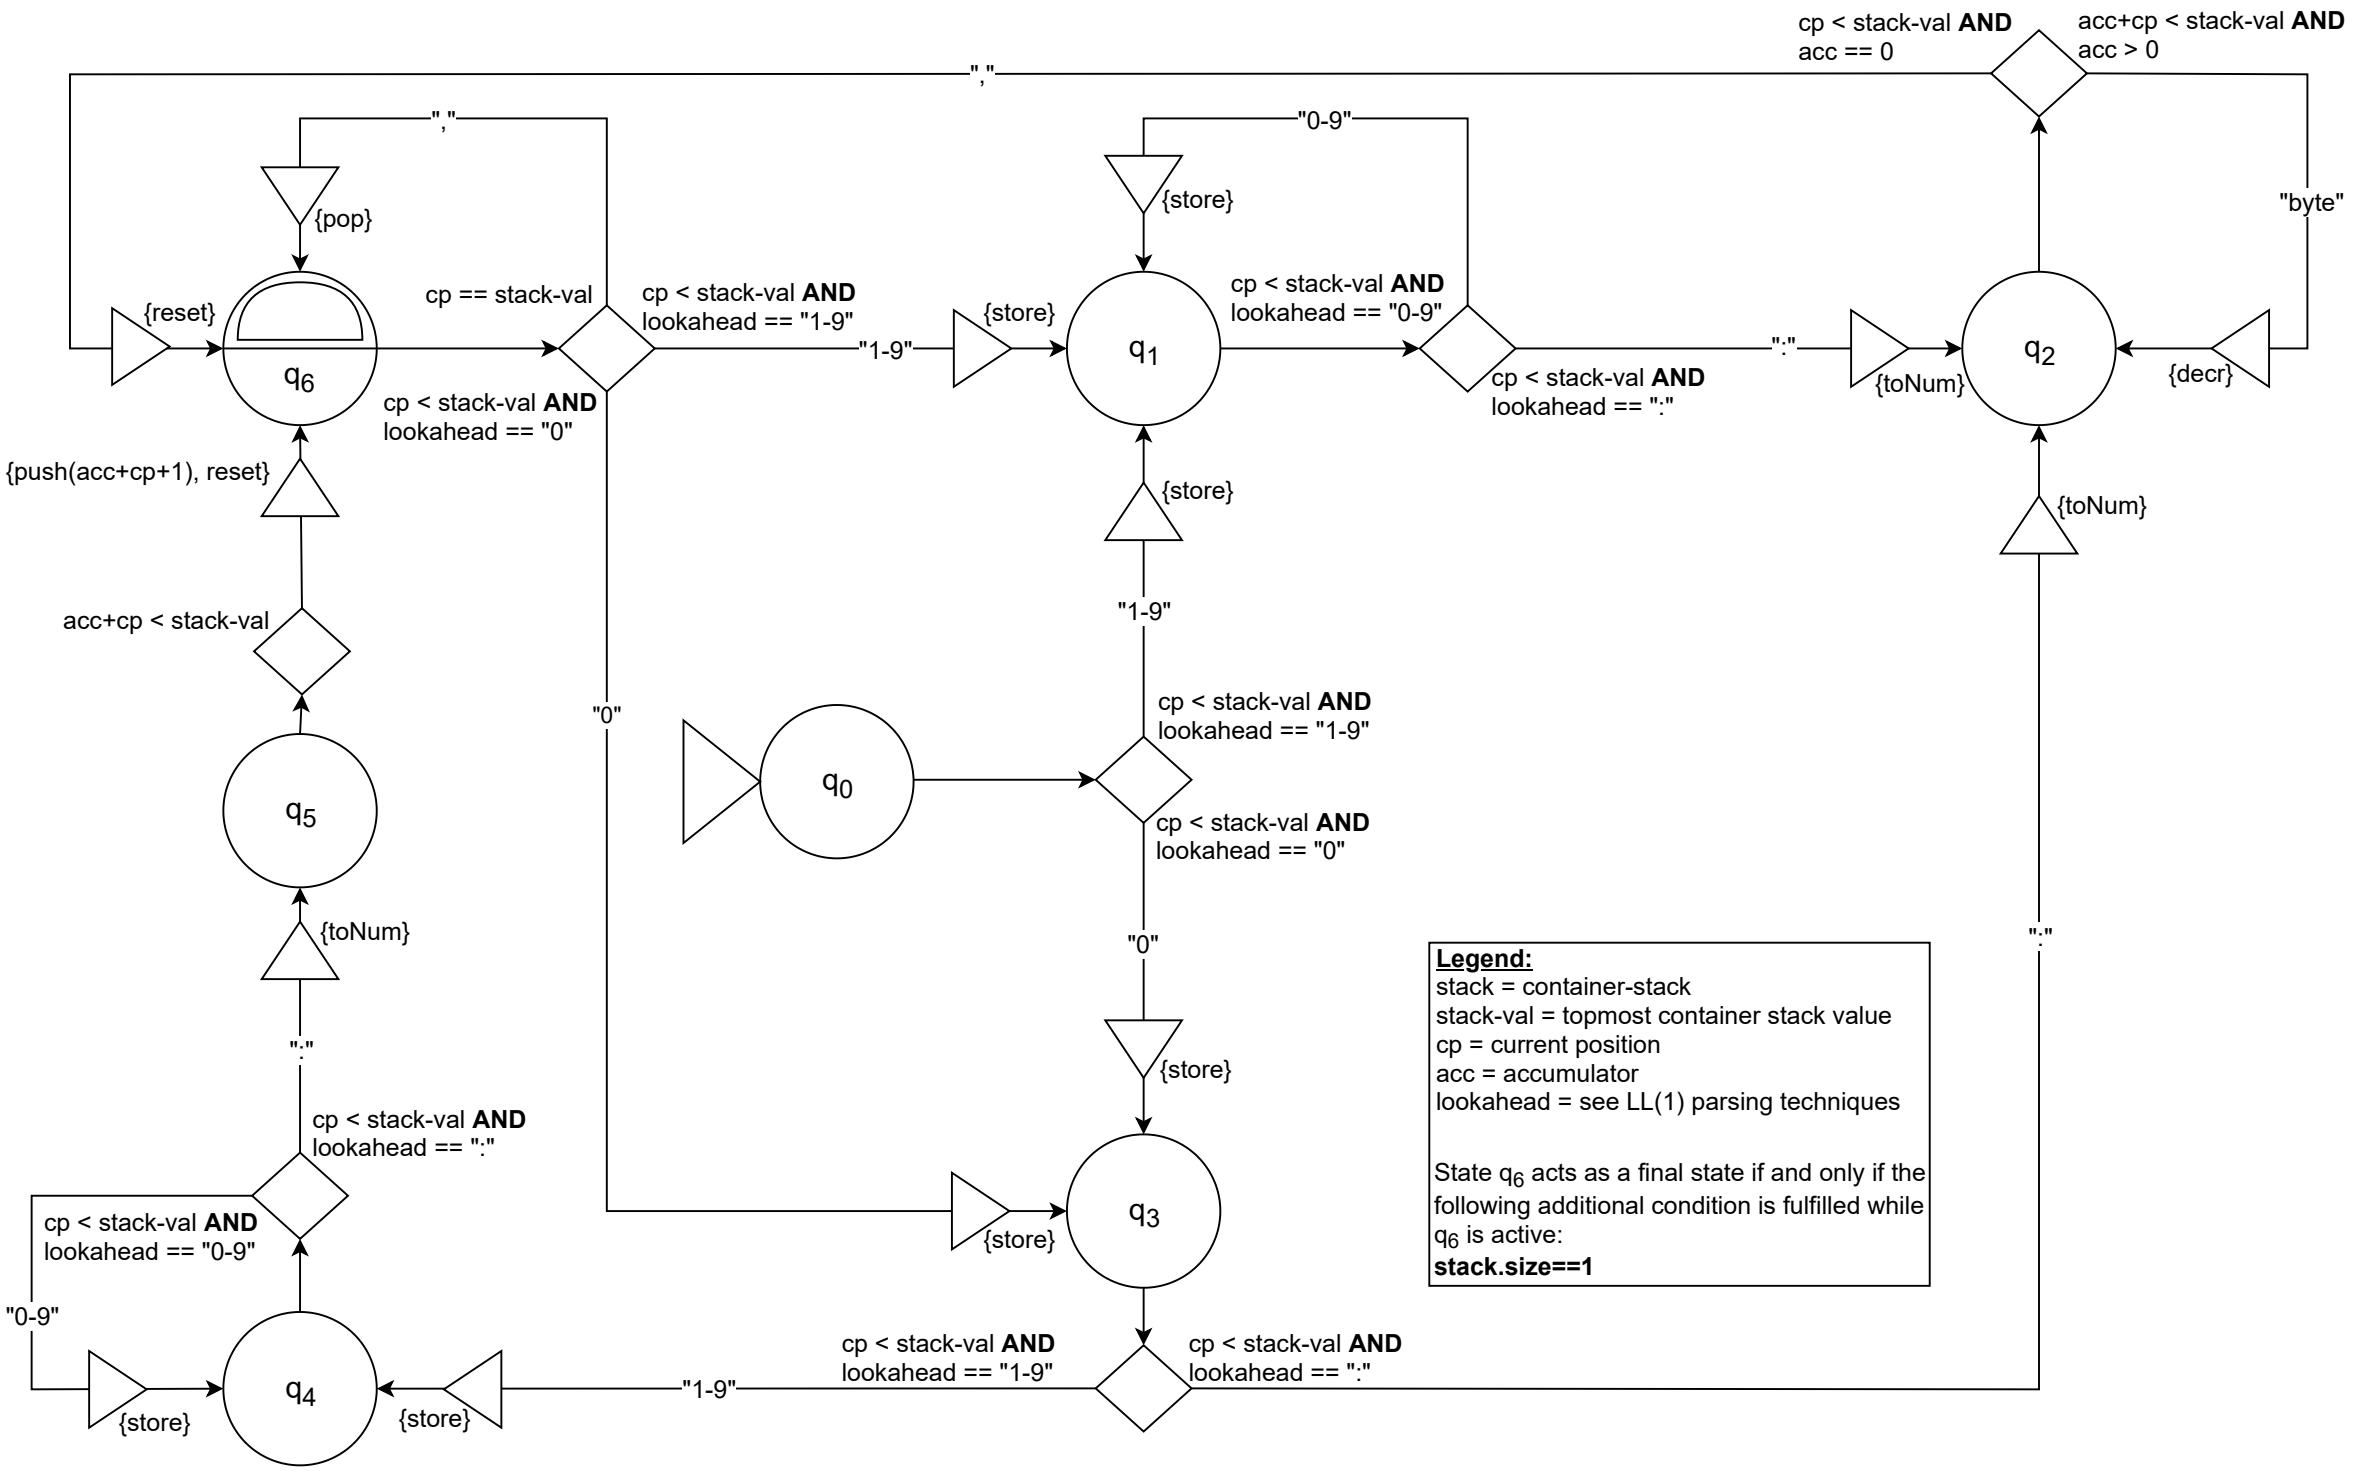 cp < stack-val AND
acc == 0
acc+cp < stack-val AND
acc > 0
","
","
"0-9"
{pop}
{store}
"byte"
{reset}
cp == stack-val
cp < stack-val AND
lookahead == "1-9"
{store}
cp < stack-val AND
lookahead == "0-9"
q6
"1-9"
q1
":"
q2
{toNum}
{decr}
cp < stack-val AND
lookahead == "0"
cp < stack-val AND
lookahead == ":"
{push(acc+cp+1), reset}
{store}
{toNum}
acc+cp < stack-val
"1-9"
"0"
cp < stack-val AND
lookahead == "1-9"
q5
q0
cp < stack-val AND
lookahead == "0"
{toNum}
"0"
":"
":"
Legend:
stack = container-stack
stack-val = topmost container stack value
cp = current position
acc = accumulator
lookahead = see LL(1) parsing techniques
State q6 acts as a final state if and only if the
following additional condition is fulfilled while
q6 is active:
stack.size==1
{store}
cp < stack-val AND
lookahead == ":"
cp < stack-val AND
lookahead == "0-9"
q3
{store}
"0-9"
cp < stack-val AND
lookahead == "1-9"
cp < stack-val AND
lookahead == ":"
q4
"1-9"
{store}
{store}